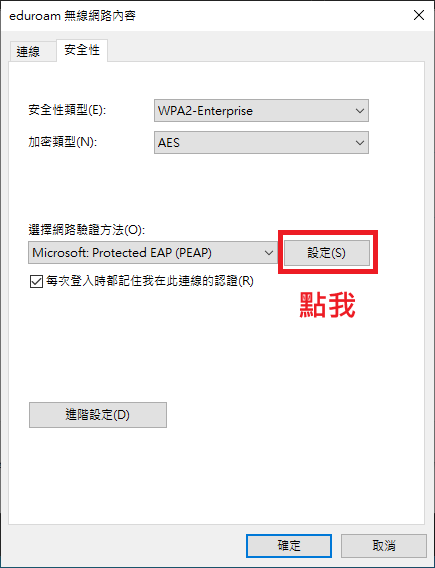 eduroam 無線網路內容
連線
安全性
安全性類型(E):
WPA2-Enterprise
加密類型(N):
AES
選擇網路驗證方法(O):
Microsoft: Protected EAP (PEAP)
設定(S)
每次登入時都記住我在此連線的認證(R)
點我
進階設定(D)
確定
取消